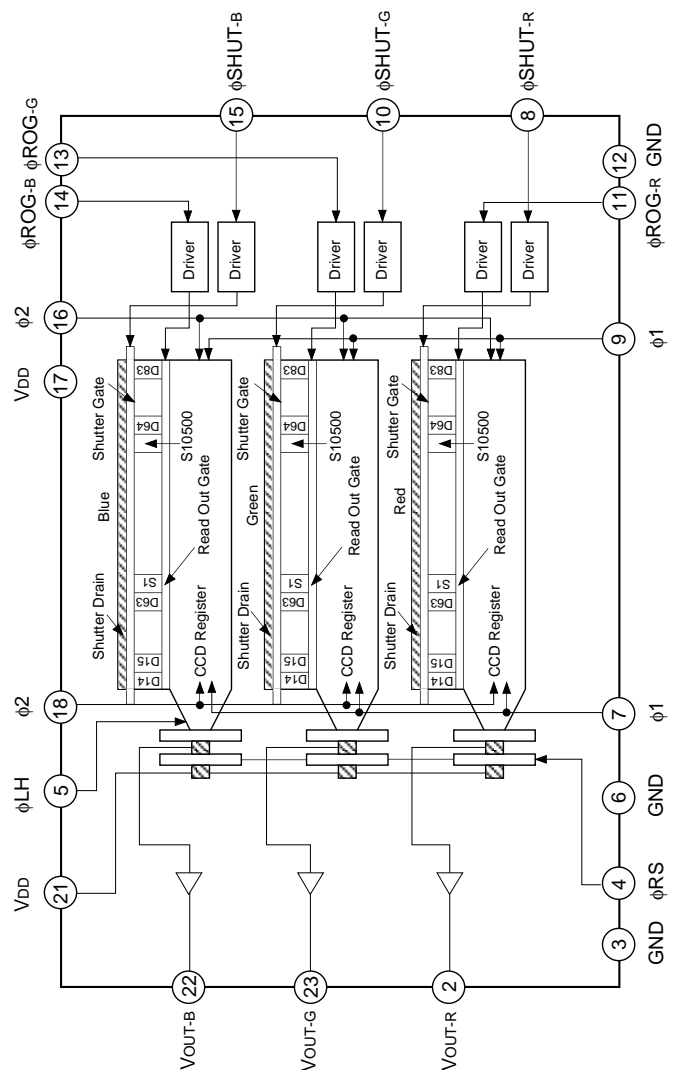 φROG-G
13
φROG-B
14
φ2
16
VDD
17
φ2
18
φLH
5
VDD
21
15
φSHUT-B
10
φSHUT-G
8
φSHUT-R
12
GND
11
φROG-R
9
φ1
7
φ1
6
GND
4
φRS
3
GND
22
VOUT-B
23
VOUT-G
2
VOUT-R
Driver
Driver
Driver
Driver
Driver
Driver
Shutter Drain
Blue
Shutter Gate
D14
D15
D63
S1
D64
D83
S10500
Read Out Gate
CCD Register
Shutter Drain
Green
Shutter Gate
D14
D15
D63
S1
D64
D83
S10500
Read Out Gate
CCD Register
Shutter Drain
Red
Shutter Gate
D14
D15
D63
S1
D64
D83
S10500
Read Out Gate
CCD Register